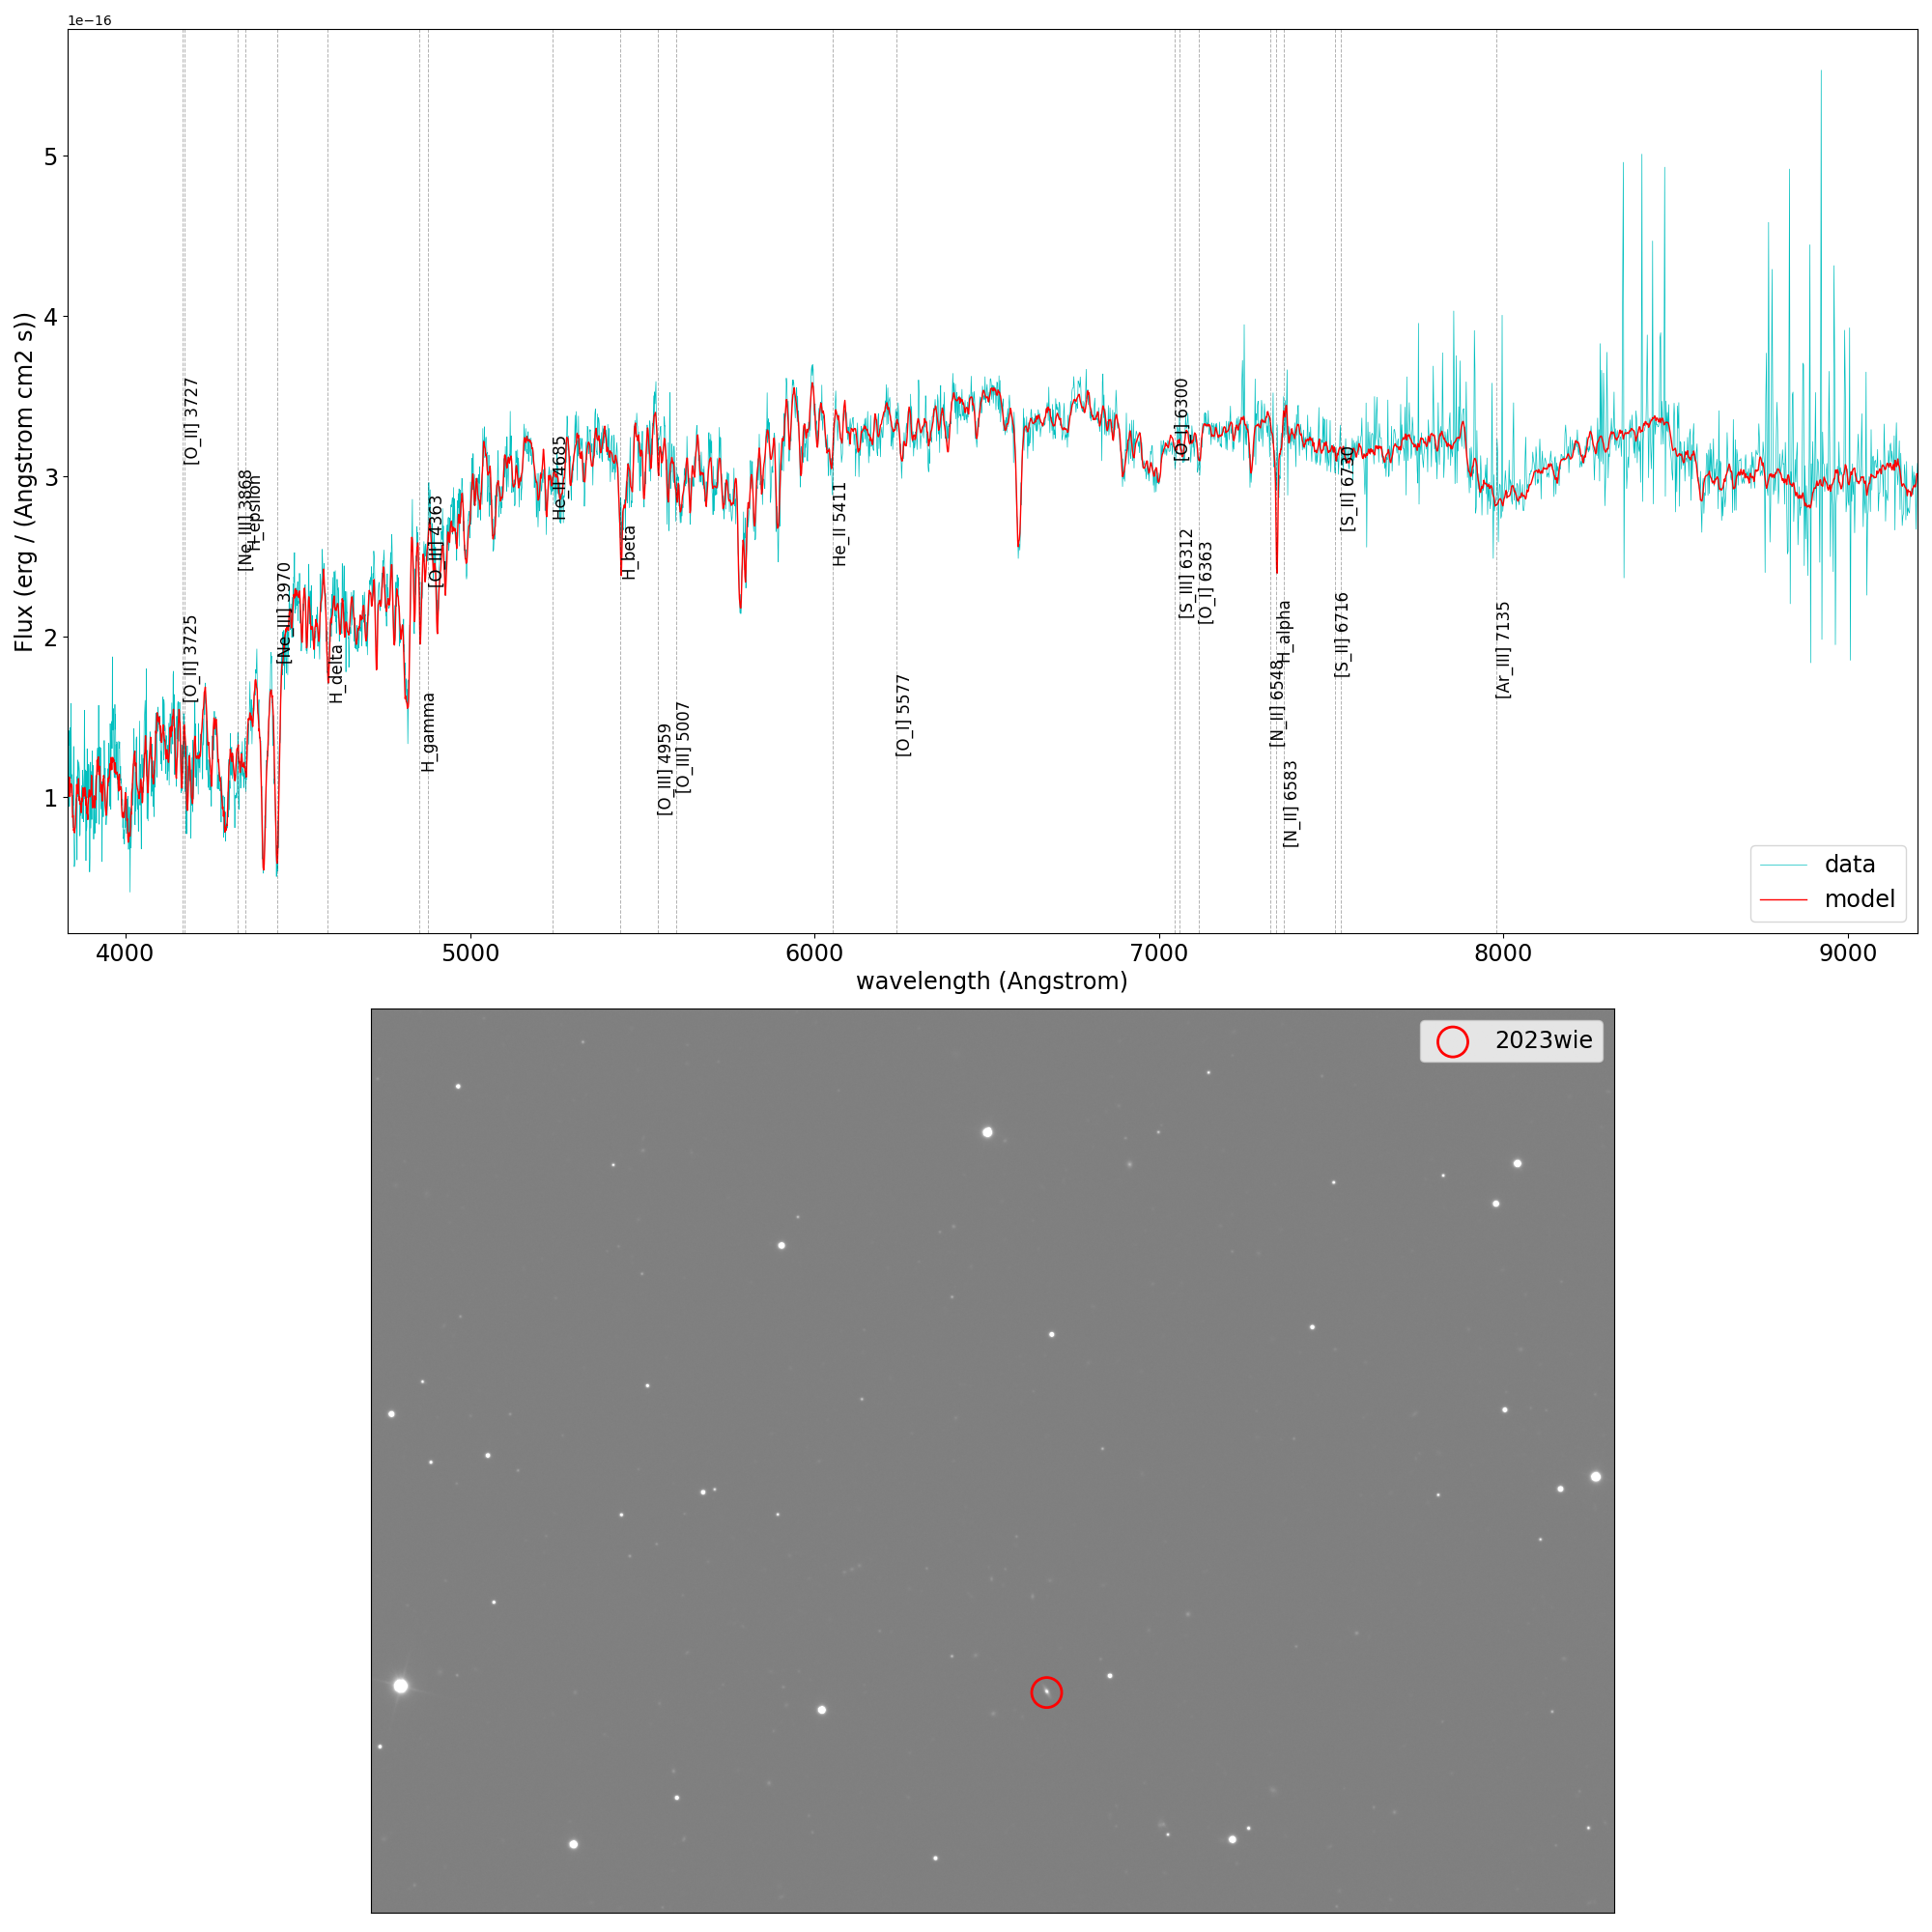 1e−16
Flux (erg / (Angstrom cm2 s))
5
4
3
2
1
[O_II] 3727
[O_II] 3725
[Ne_III] 3868
H_epsilon
[Ne_III] 3970
H_delta
H_gamma
[O_III] 4363
He_II 4685
H_beta
[O_III] 4959
[O_III] 5007
He_II 5411
[O_I] 5577
[O_I] 6300
[S_III] 6312
[O_I] 6363
[N_II] 6548
H_alpha
[N_II] 6583
[S_II] 6716
[S_II] 6730
[Ar_III] 7135
data
model
4000 5000 6000 7000 8000 9000
wavelength (Angstrom)
2023wie